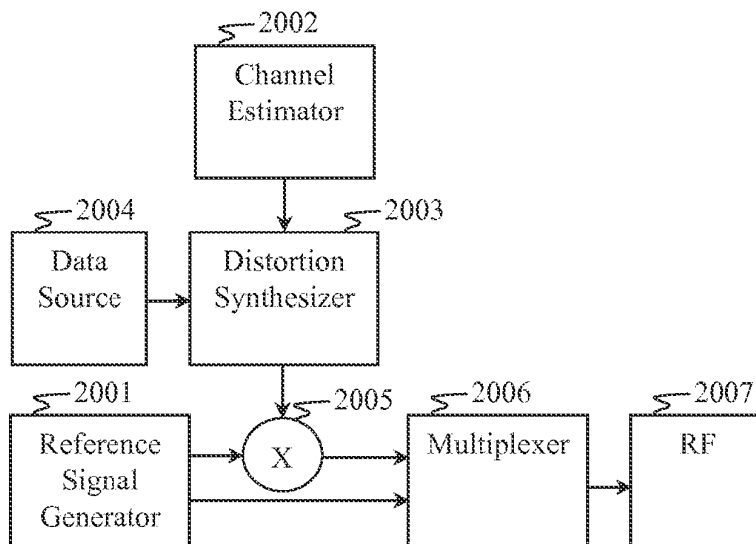 2002
Channel
Estimator
2004
Data
Source
2003
Distortion
Synthesizer
2001
Reference
Signal
Generator
2005
X
2006
Multiplexer
2007
RF